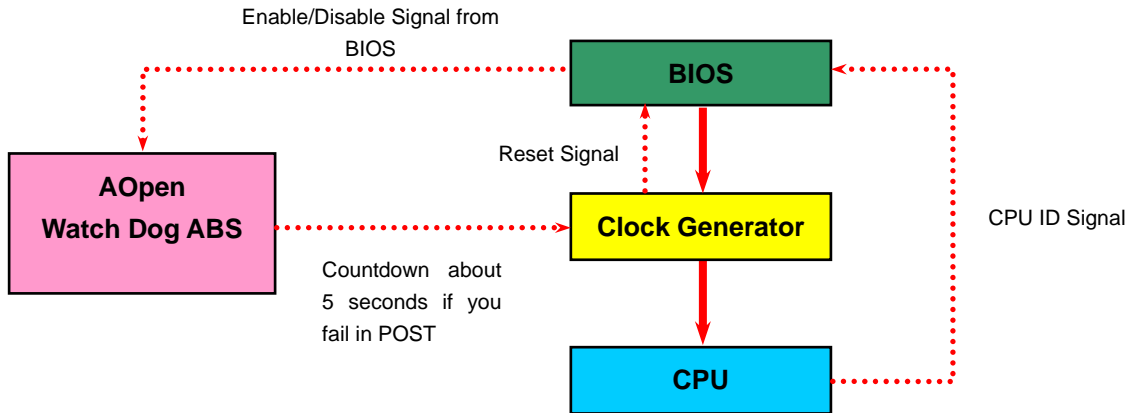 Enable/Disable Signal from
BIOS
BIOS
Reset Signal
AOpen
Watch Dog ABS
Clock Generator
CPU ID Signal
Countdown about
5 seconds if you
fail in POST
CPU